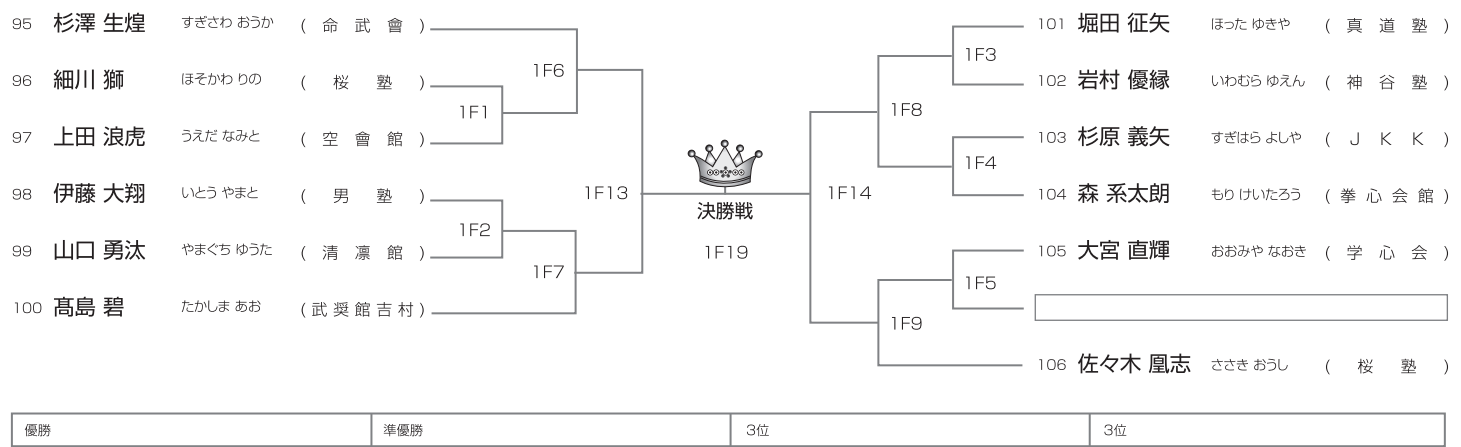 95 杉澤 生煌 すぎさわ おうか ( 命 武 會 )
96 細川 獅 ほそかわ りの ( 桜 塾 )
97 上田 浪虎 うえだ なみと ( 空 會 館 )
98 伊藤 大翔 いとう やまと ( 男 塾 )
99 山口 勇汰 やまぐち ゆうた ( 清 凛 館 )
100 髙島 碧 たかしま あお ( 武 奨 館 吉 村 )
1F6
1F1
1F2
1F7
1F13
決勝戦
1F19
1F14
1F8
1F9
1F3
1F4
1F5
101 堀田 征矢 ほった ゆきや ( 真 道 塾 )
102 岩村 優縁 いわむら ゆえん ( 神 谷 塾 )
103 杉原 義矢 すぎはら よしや ( J K K )
104 森 系太朗 もり けいたろう ( 拳 心 会 館 )
105 大宮 直輝 おおみや なおき ( 学 心 会 )
106 佐々木 凰志 ささき おうし ( 桜 塾 )
優勝 準優勝 3位 3位